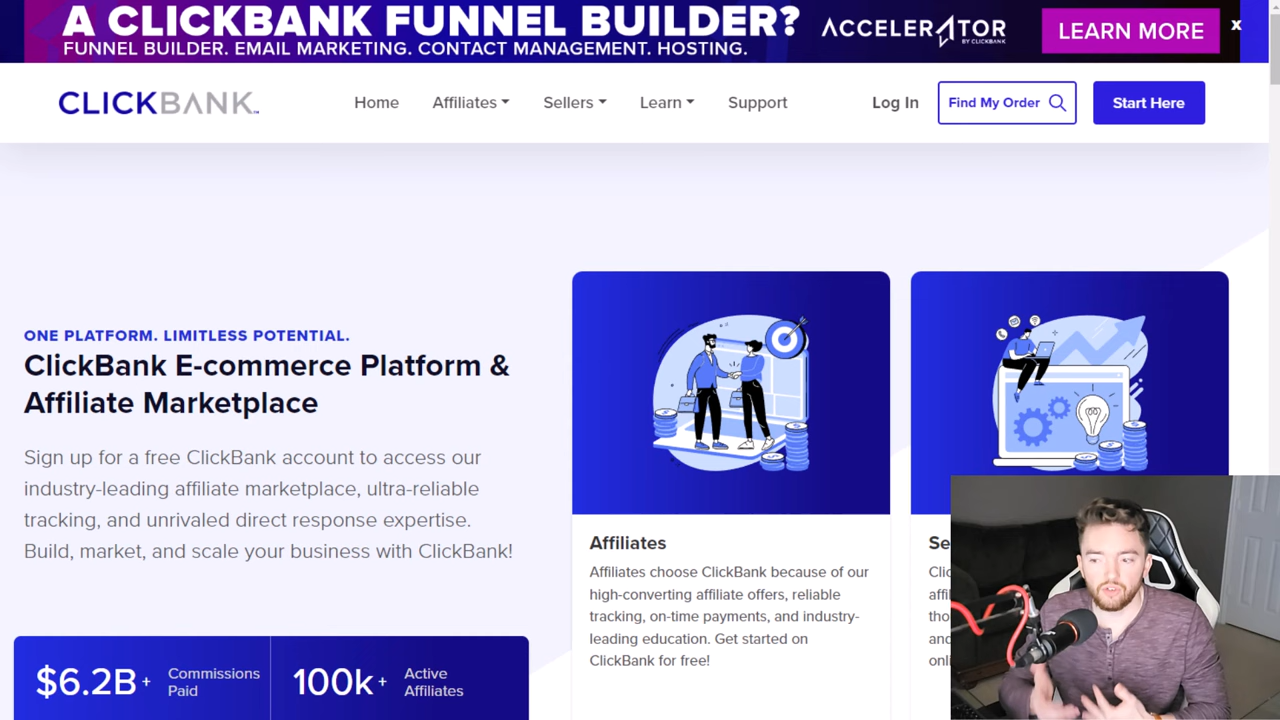 A CLICKBANK FUNNEL BUILDER?
FUNNEL BUILDER. EMAIL MARKETING. CONTACT MANAGEMENT. HOSTING.
ACCELERATOR
BY CLICKBANK
LEARN MORE
x
CLICKBANK
Home
Affiliates
Sellers
Learn
Support
Log In
Find My Order
Start Here
ONE PLATFORM. LIMITLESS POTENTIAL.
ClickBank E-commerce Platform &
Affiliate Marketplace
Sign up for a free ClickBank account to access our
industry-leading affiliate marketplace, ultra-reliable
tracking, and unrivaled direct response expertise.
Build, market, and scale your business with ClickBank!
$6.2B+
Commissions
Paid
100k+
Active
Affiliates
Affiliates
Affiliates choose ClickBank because of our
high-converting affiliate offers, reliable
tracking, on-time payments, and industry-
leading education. Get started on
ClickBank for free!